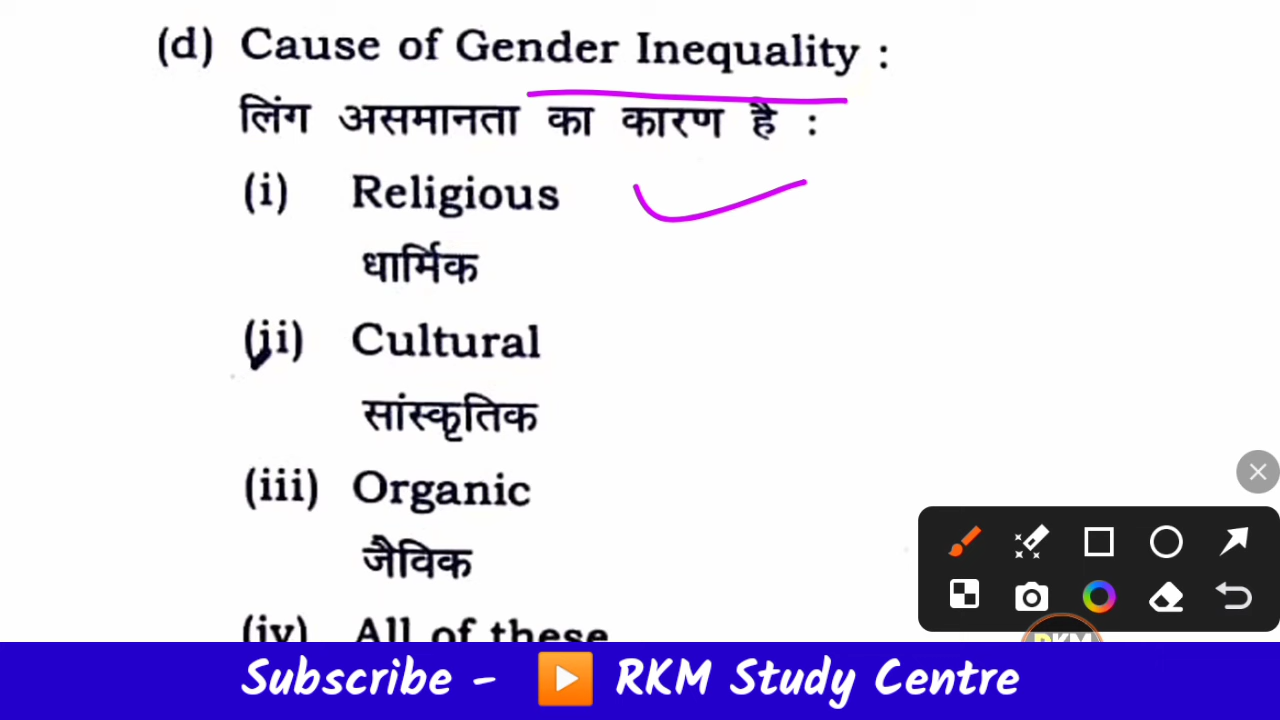 (d) Cause of Gender Inequality :
लिंग असमानता का कारण है :
(i) Religious
धार्मिक
(ii) Cultural
सांस्कृतिक
(iii) Organic
जैविक
(iv) All of these
RKM
Subscribe - RKM Study Centre